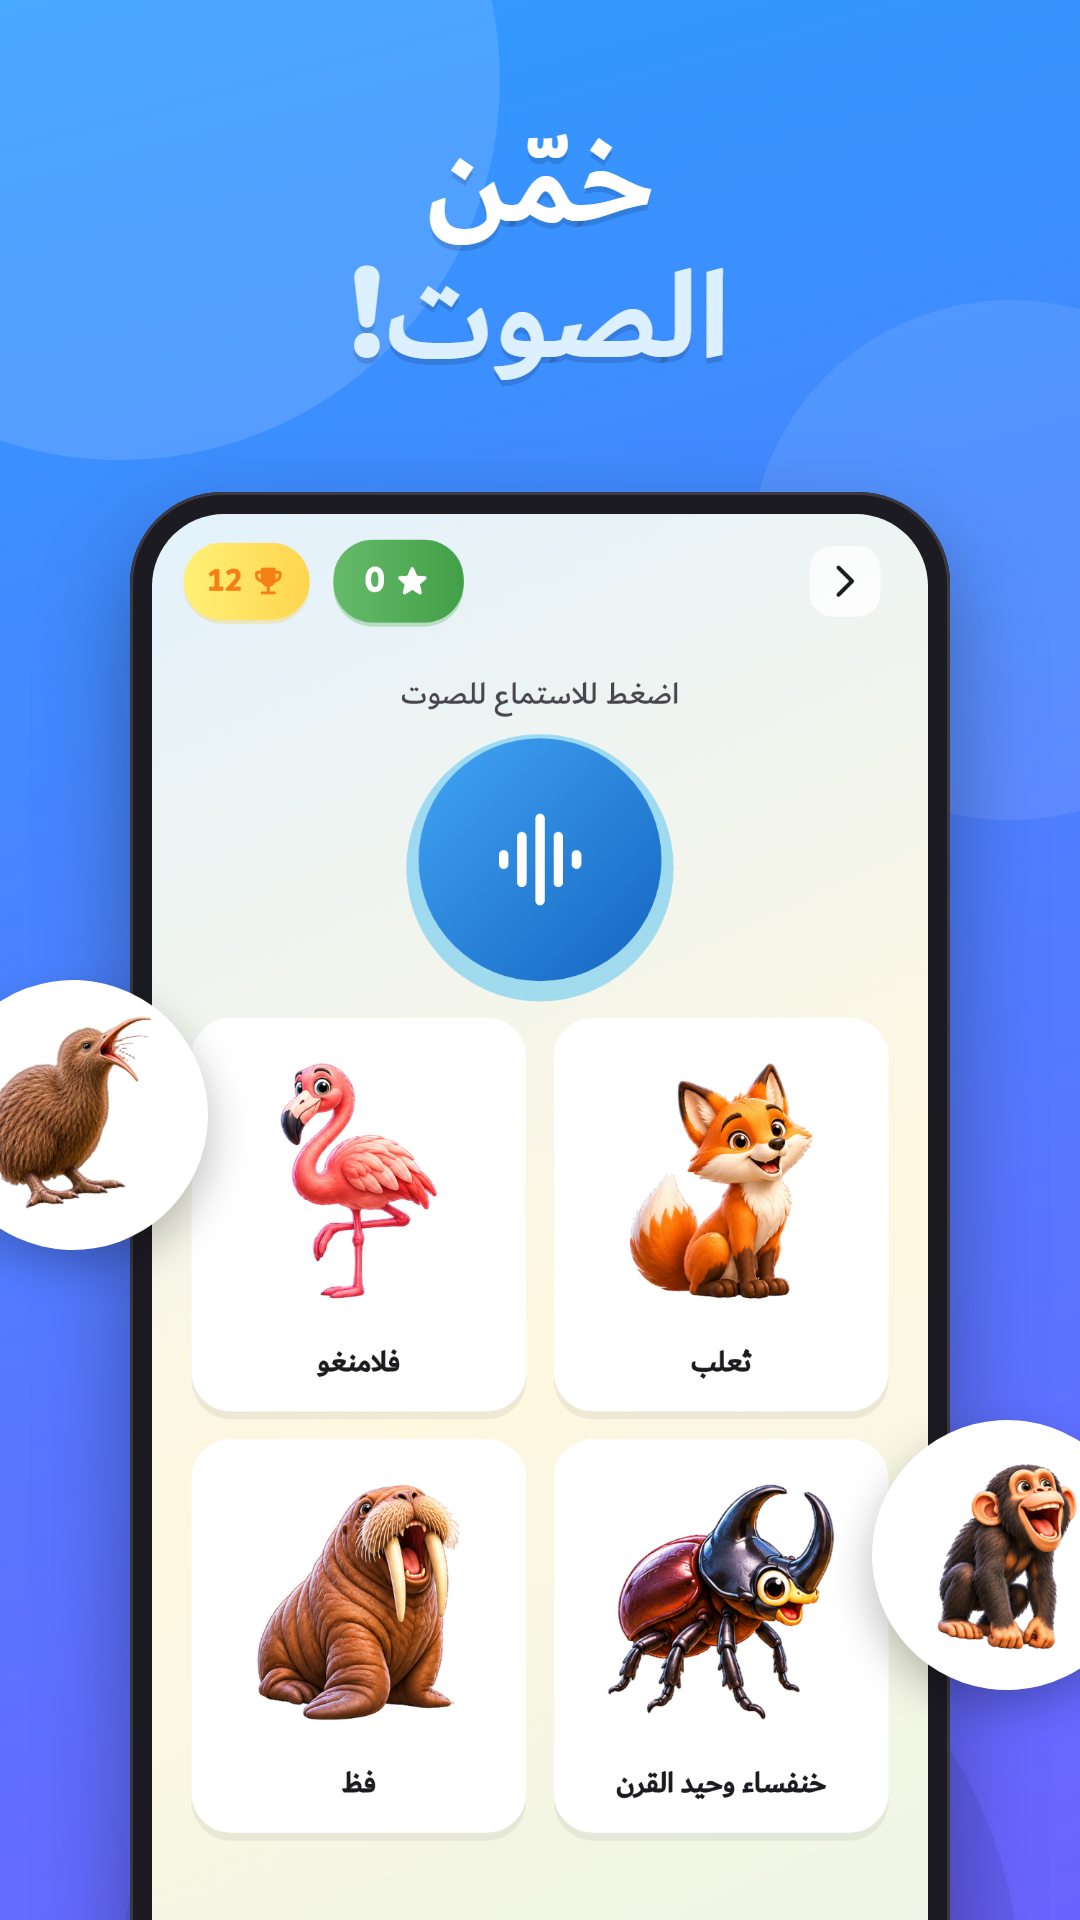 خمّن
الصوت!
0
12
اضغط للاستماع للصوت
ثعلب
فلامنغو
خنفساء وحيد القرن
فظ